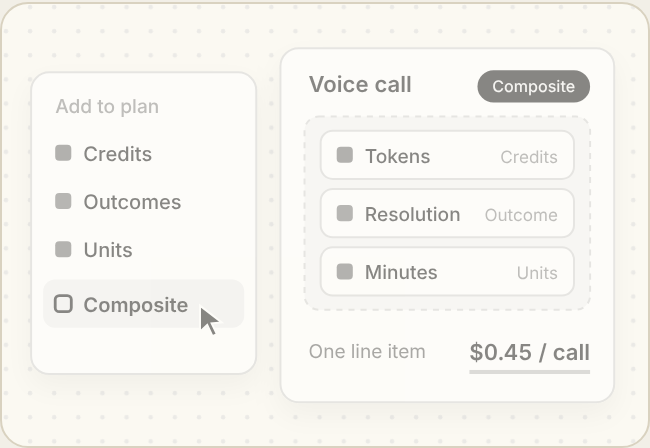 Add to plan
Credits
Outcomes
Units
Composite
Voice call
Composite
Tokens
Credits
Resolution
Outcome
Minutes
Units
One line item
$0.45 / call